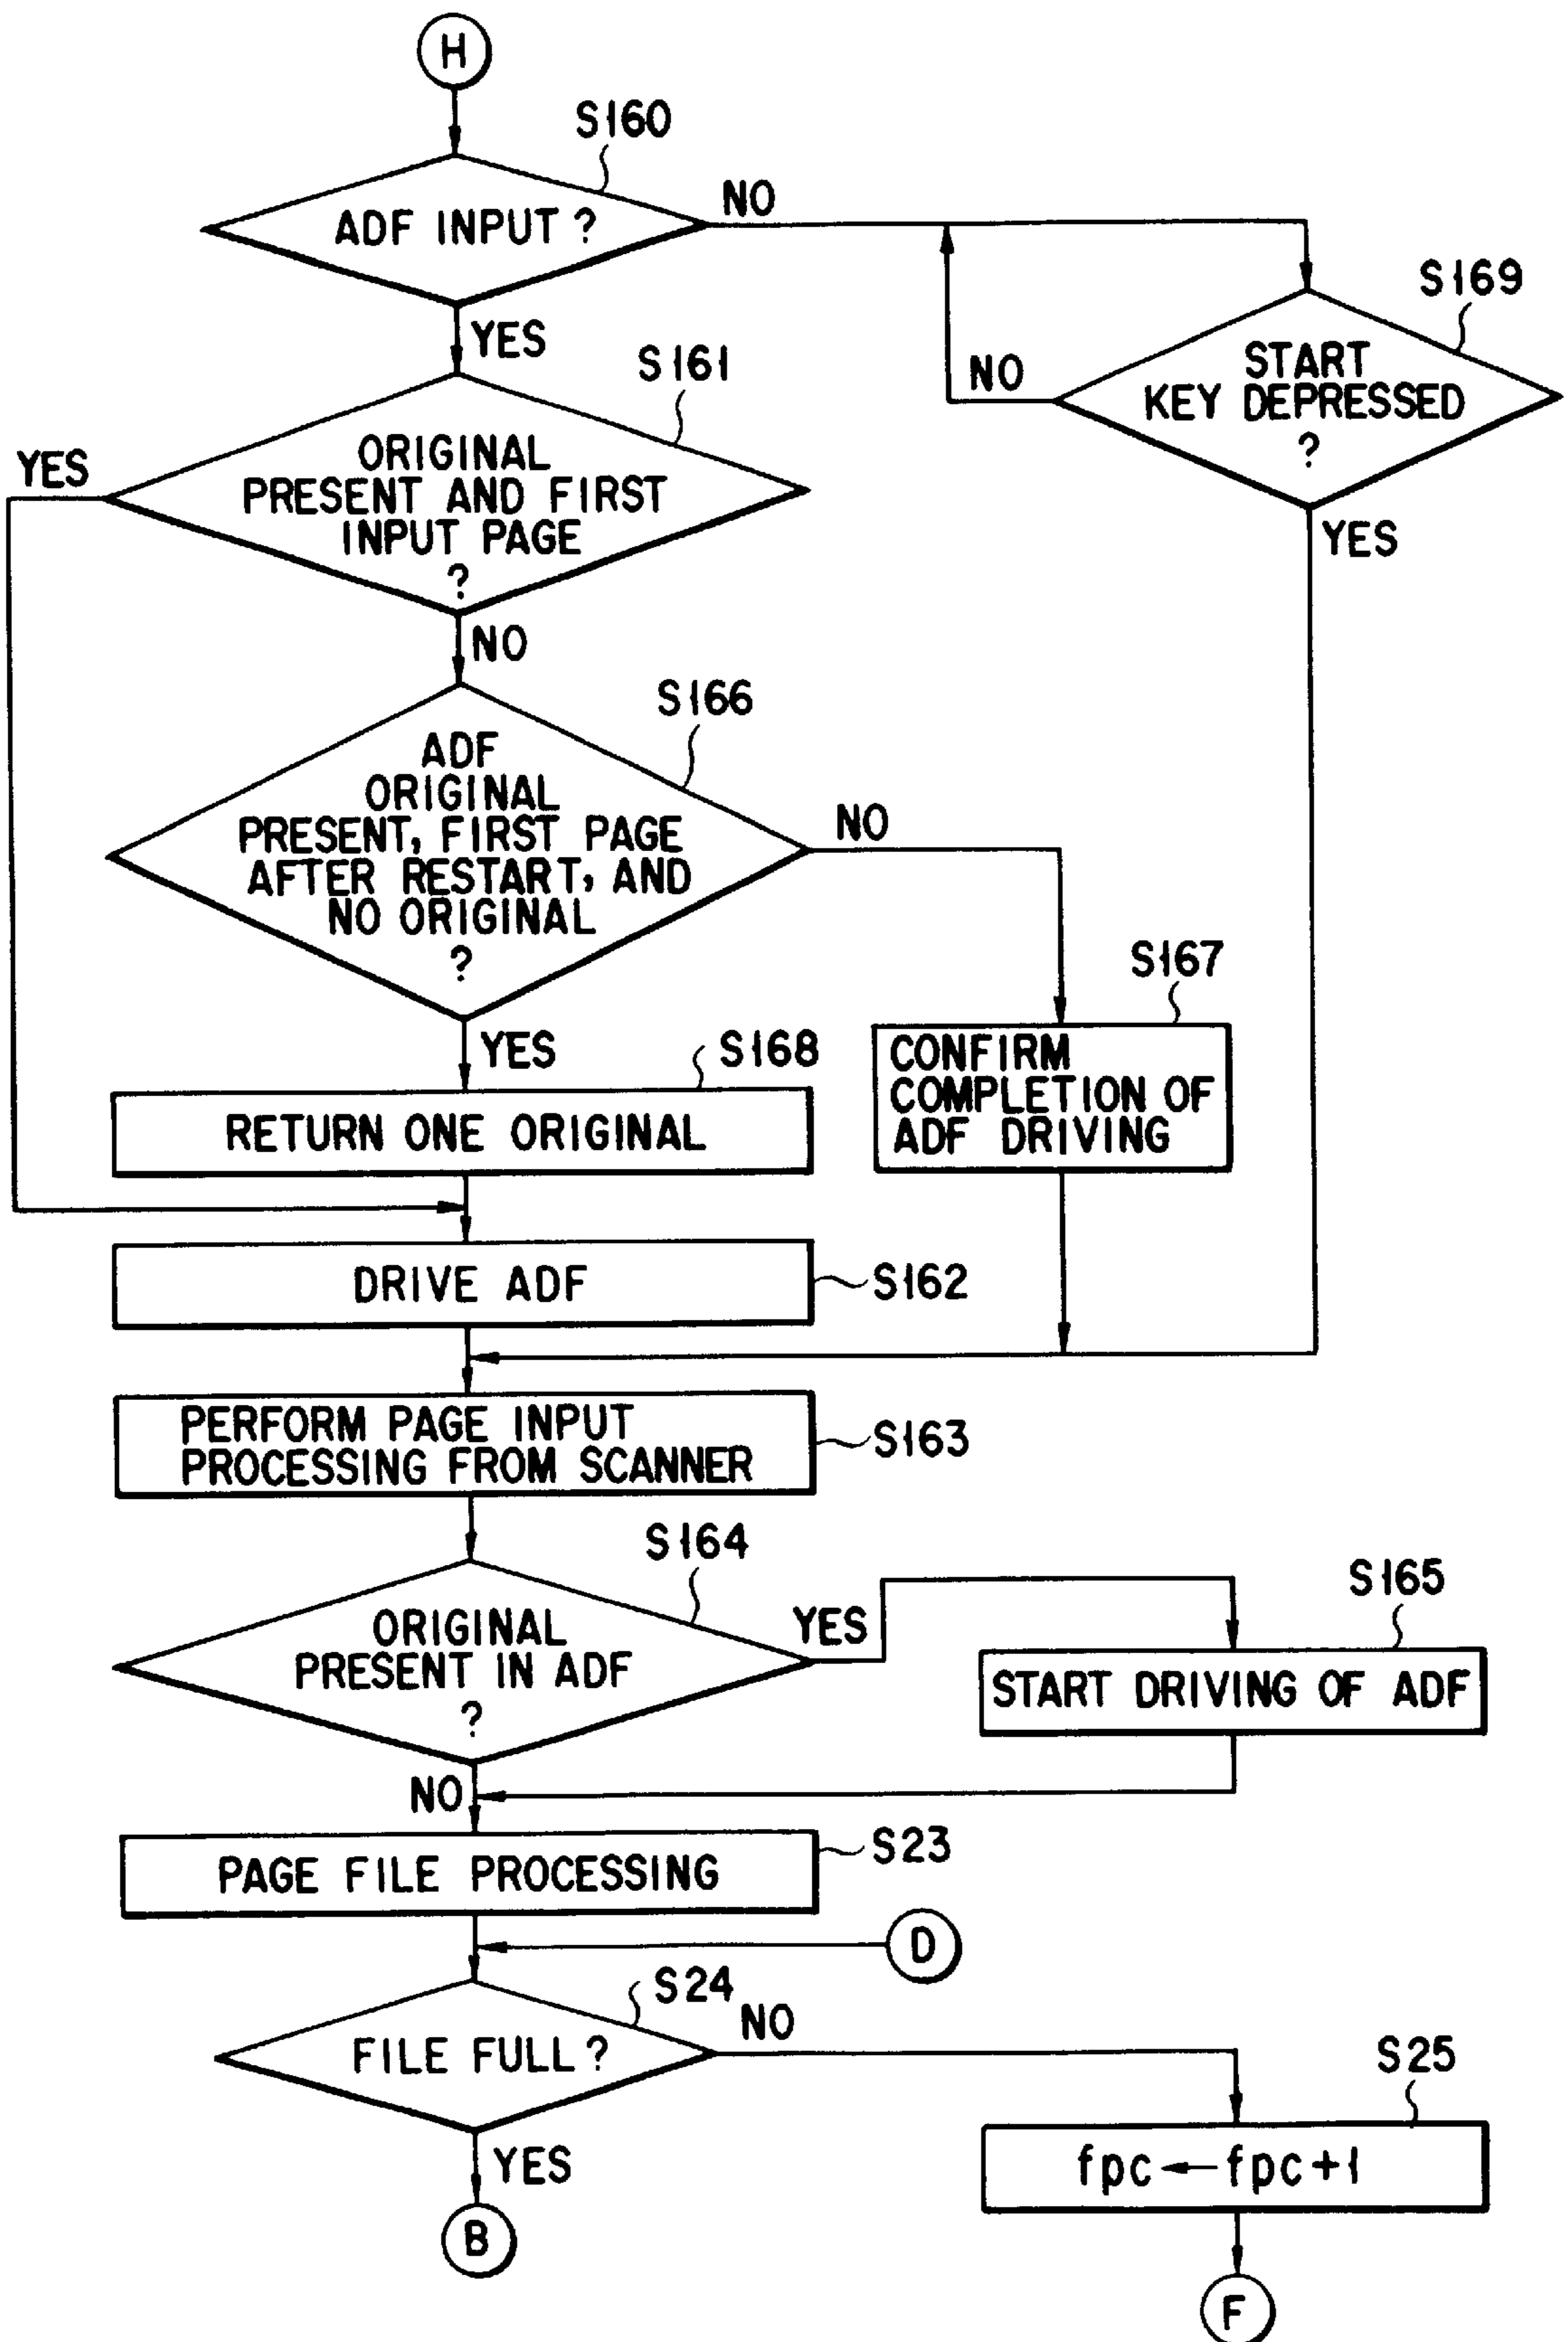 H
S160
ADF INPUT ?
NO
YES
S169
START
KEY DEPRESSED
?
NO
YES
S161
ORIGINAL
PRESENT AND FIRST
INPUT PAGE
?
YES
NO
S166
ADF
ORIGINAL
PRESENT, FIRST PAGE
AFTER RESTART, AND
NO ORIGINAL
?
NO
YES
S167
CONFIRM
COMPLETION OF
ADF DRIVING
S168
RETURN ONE ORIGINAL
DRIVE ADF
S162
PERFORM PAGE INPUT
PROCESSING FROM SCANNER
S163
S164
ORIGINAL
PRESENT IN ADF
?
YES
NO
S165
START DRIVING OF ADF
PAGE FILE PROCESSING
S23
D
S24
FILE FULL ?
NO
YES
S25
fpc←fpc+1
B
F